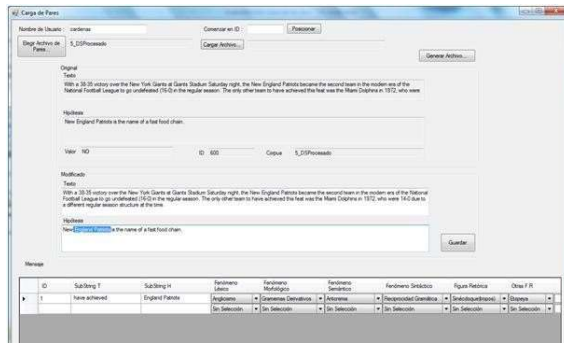 Carga de Pares
Nombre de Usuario : cardenas Comenzar en ID : Posicionar
Elegir Archivo de Pares... 5_DSProcesado Cargar Archivo...
Generar Archivo...
Original
Texto
With a 38-35 victory over the New York Giants at Giants Stadium Saturday night, the New England Patriots became the second team in the modern era of the
National Football League to go undefeated (16-0) in the regular season. The only other team to have achieved this feat was the Miami Dolphins in 1972, who were
Hipótesis
New England Patriots is the name of a fast food chain.
Valor NO ID 600 Corpus 5_DSProcesado
Modificado
Texto
With a 38-35 victory over the New York Giants at Giants Stadium Saturday night, the New England Patriots became the second team in the modern era of the National
Football League to go undefeated (16-0) in the regular season. The only other team to have achieved this feat was the Miami Dolphins in 1972, who were 14-0 due to
a different regular season structure at the time.
Hipótesis
New England Patriots is the name of a fast food chain.
Guardar
Mensaje
ID SubString T SubString H Fenómeno Léxico Fenómeno Morfológico Fenómeno Semántico Fenómeno Sintáctico Figura Retórica Otras F.R
1 have achieved England Patriots Anglicismo Gramemas Derivativos Antonimia Reciprocidad Gramática Etopeya
Sin Selección Sin Selección Sin Selección Sin Selección Sin Selección Sin Selección